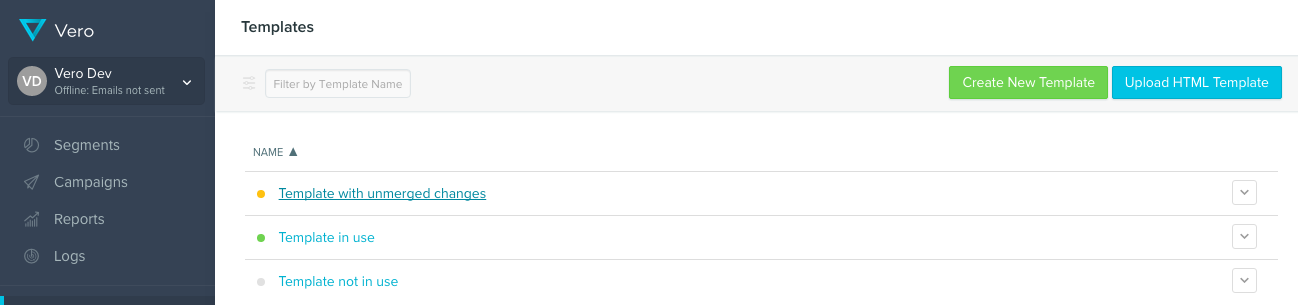 Vero
VD
Vero Dev
Offline: Emails not sent
Segments
Campaigns
Reports
Logs
Templates
Filter by Template Name
Create New Template
Upload HTML Template
NAME ▲
Template with unmerged changes
Template in use
Template not in use